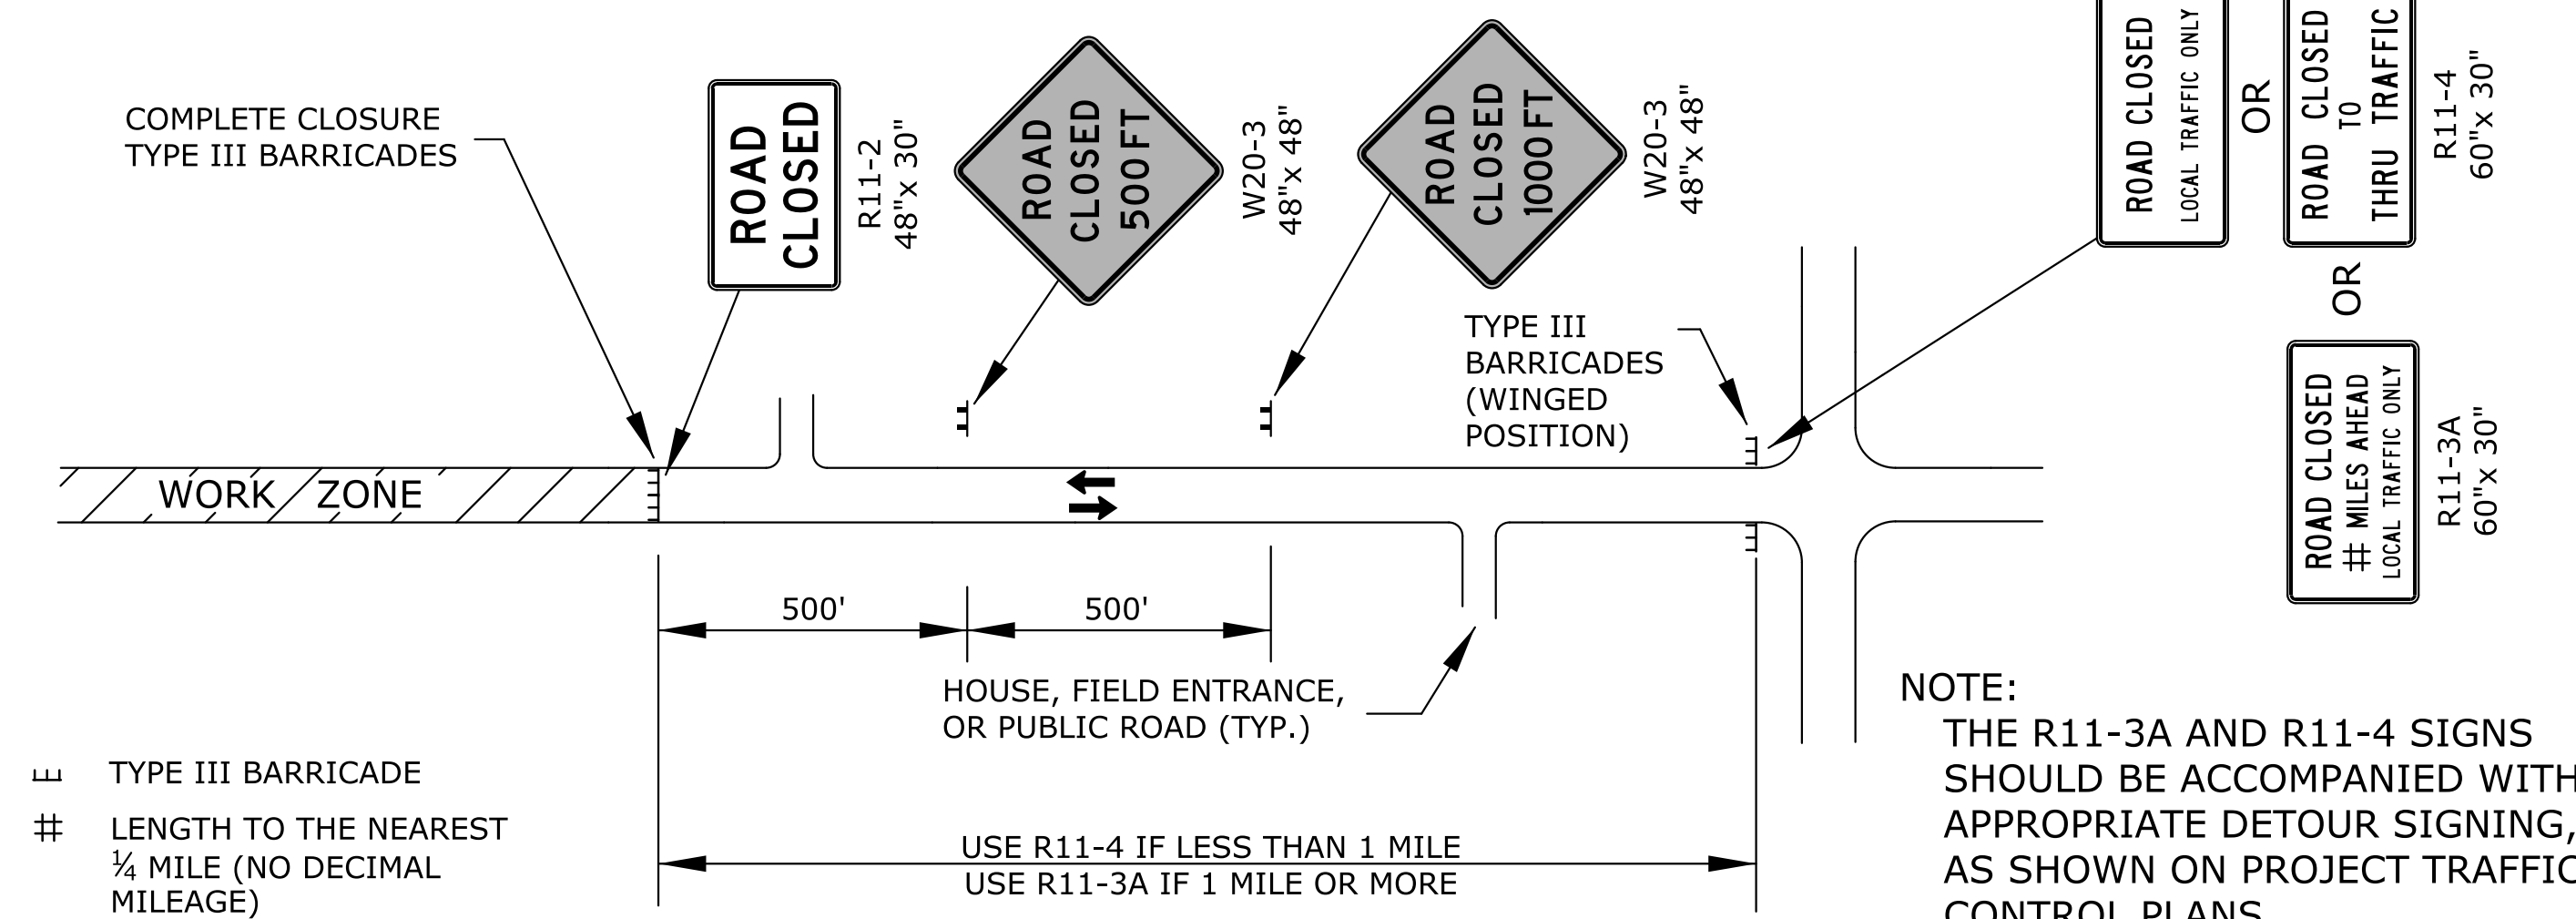 COMPLETE CLOSURE
TYPE III BARRICADES
ROAD
CLOSED
R11-2
48"x 30"
ROAD
CLOSED
500FT
W20-3
48"x 48"
ROAD
CLOSED
1000FT
W20-3
48"x 48"
TYPE III
BARRICADES
(WINGED
POSITION)
ROAD CLOSED
LOCAL TRAFFIC ONLY
OR
ROAD CLOSED
TO
THRU TRAFFIC
R11-4
60"x 30"
OR
ROAD CLOSED
# MILES AHEAD
LOCAL TRAFFIC ONLY
R11-3A
60"x 30"
WORK ZONE
500'
500'
HOUSE, FIELD ENTRANCE,
OR PUBLIC ROAD (TYP.)
TYPE III BARRICADE
# LENGTH TO THE NEAREST
¼ MILE (NO DECIMAL
MILEAGE)
USE R11-4 IF LESS THAN 1 MILE
USE R11-3A IF 1 MILE OR MORE
NOTE:
THE R11-3A AND R11-4 SIGNS
SHOULD BE ACCOMPANIED WITH
APPROPRIATE DETOUR SIGNING,
AS SHOWN ON PROJECT TRAFFIC
CONTROL PLANS